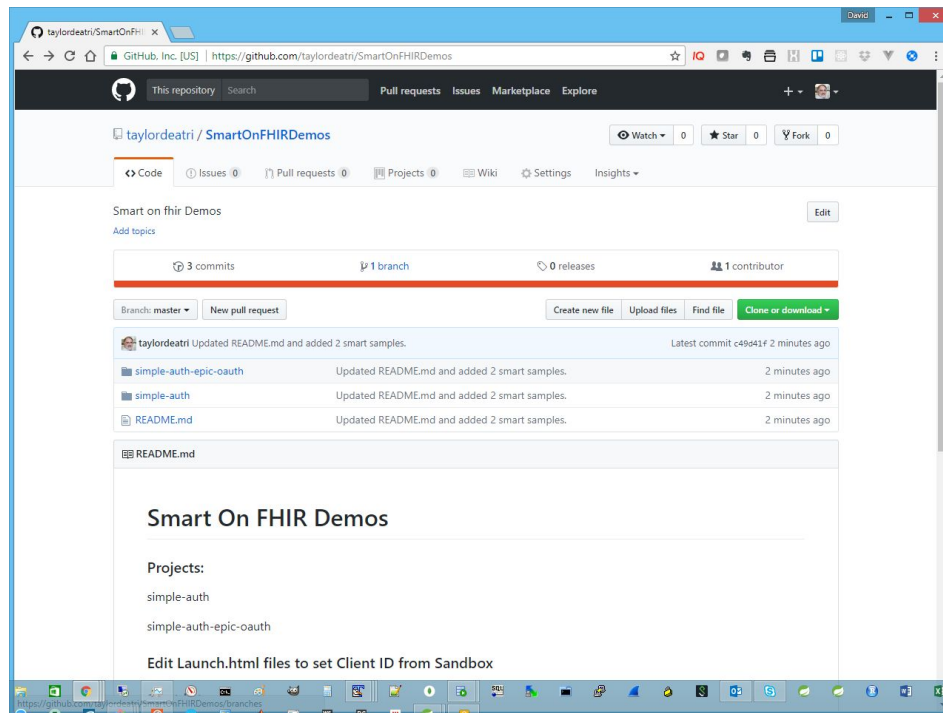 David
taylordeatri/SmartOnFHI
GitHub, Inc. [US] | https://github.com/taylordeatri/SmartOnFHIRDemos
This repository Search Pull requests Issues Marketplace Explore
taylordeatri / SmartOnFHIRDemos Watch 0 Star 0 Fork 0
Code Issues 0 Pull requests 0 Projects 0 Wiki Settings Insights
Smart on fhir Demos Edit
Add topics
3 commits 1 branch 0 releases 1 contributor
Branch: master New pull request Create new file Upload files Find file Clone or download
taylordeatri Updated README.md and added 2 smart samples. Latest commit c49d41f 2 minutes ago
simple-auth-epic-oauth Updated README.md and added 2 smart samples. 2 minutes ago
simple-auth Updated README.md and added 2 smart samples. 2 minutes ago
README.md Updated README.md and added 2 smart samples. 2 minutes ago
README.md
Smart On FHIR Demos
Projects:
simple-auth
simple-auth-epic-oauth
Edit Launch.html files to set Client ID from Sandbox
https://github.com/taylordeatri/SmartOnFHIRDemos/branches